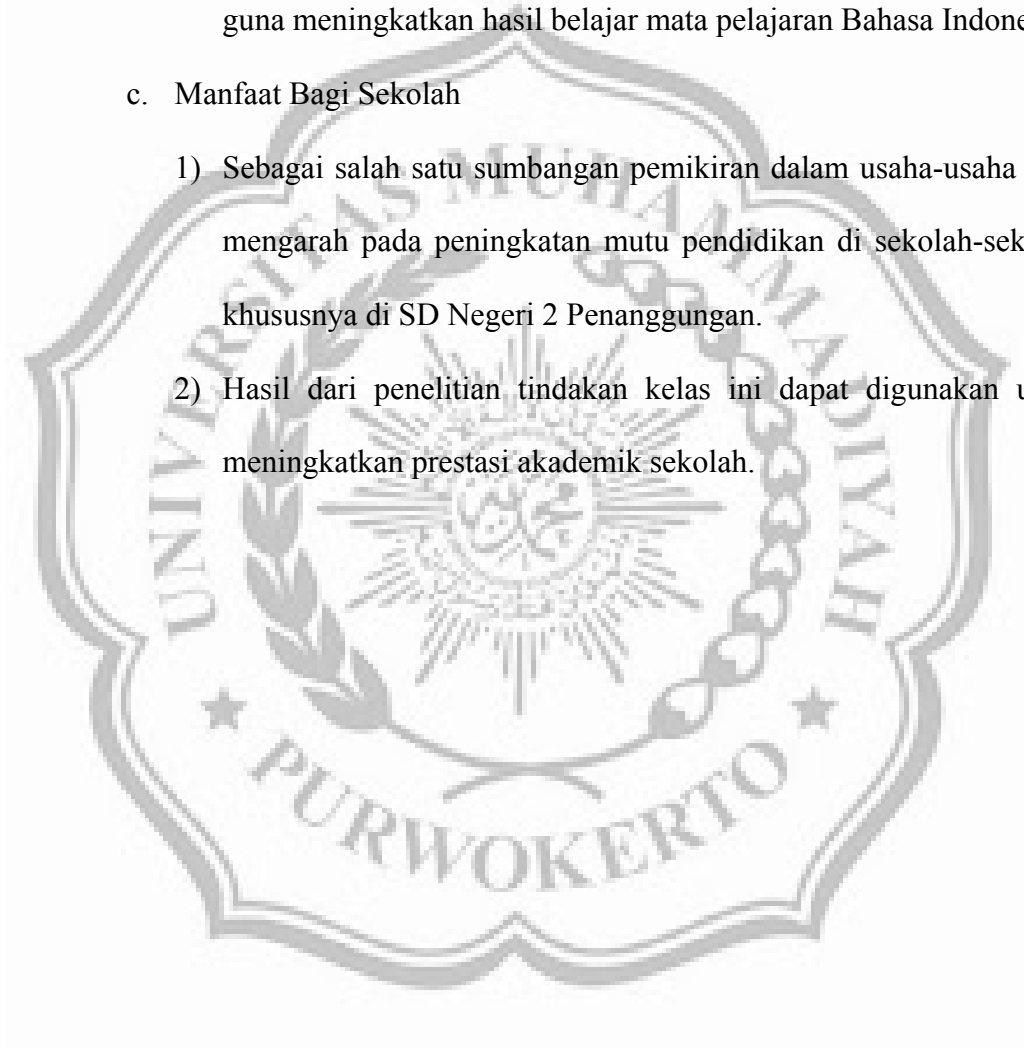 guna meningkatkan hasil belajar mata pelajaran Bahasa Indone
c. Manfaat Bagi Sekolah
1) Sebagai salah satu sumbangan pemikiran dalam usaha-usaha
mengarah pada peningkatan mutu pendidikan di sekolah-sek
khususnya di SD Negeri 2 Penanggungan.
2) Hasil dari penelitian tindakan kelas ini dapat digunakan u
meningkatkan prestasi akademik sekolah.
UNIVERSITAS MUHAMMADIYAH
PURWOKERTO